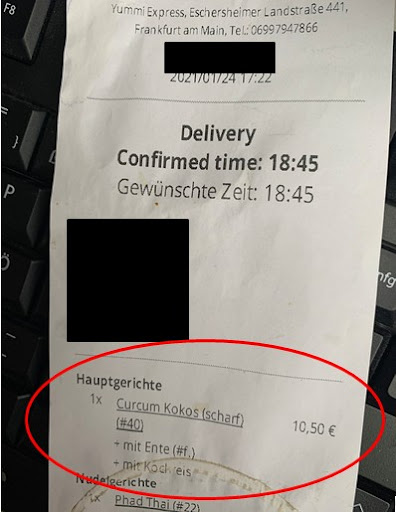 Yummi Express, Eschersheimer Landstraße 441,
Frankfurt am Main, Tel.: 06997947866
2021/01/24 17:22
Delivery
Confirmed time: 18:45
Gewünschte Zeit: 18:45
Hauptgerichte
1x Curcum Kokos (scharf) 10,50 €
(#40)
+ mit Ente (#f.)
+ mit Kochreis
Nudelgerichte
1x Phad Thai (#22)
F8
}
]
P
Ö
nfg